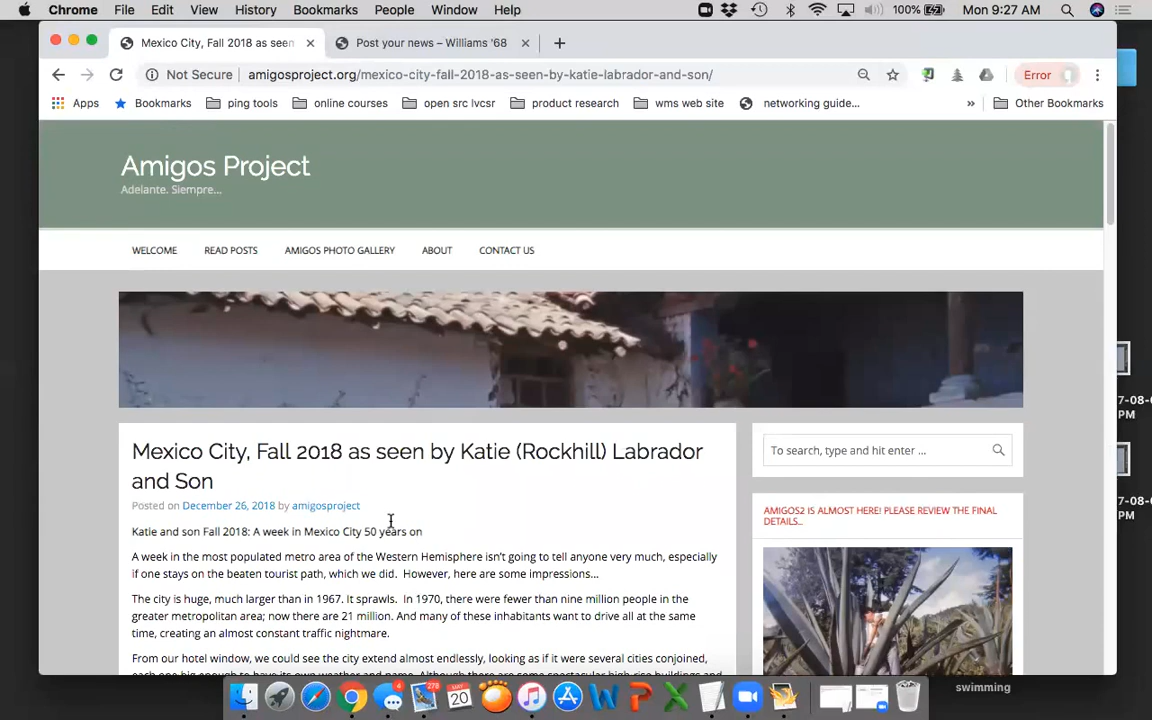 Chrome File Edit View History Bookmarks People Window Help 100% Mon 9:27 AM
Mexico City, Fall 2018 as seen Post your news – Williams '68
Not Secure amigosproject.org/mexico-city-fall-2018-as-seen-by-katie-labrador-and-son/ Error
Apps Bookmarks ping tools online courses open src lvcsr product research wms web site networking guide... » Other Bookmarks
Amigos Project
Adelante. Siempre...
WELCOME READ POSTS AMIGOS PHOTO GALLERY ABOUT CONTACT US
Mexico City, Fall 2018 as seen by Katie (Rockhill) Labrador
and Son
Posted on December 26, 2018 by amigosproject
Katie and son Fall 2018: A week in Mexico City 50 years on
A week in the most populated metro area of the Western Hemisphere isn't going to tell anyone very much, especially
if one stays on the beaten tourist path, which we did. However, here are some impressions...
The city is huge, much larger than in 1967. It sprawls. In 1970, there were fewer than nine million people in the
greater metropolitan area; now there are 21 million. And many of these inhabitants want to drive all at the same
time, creating an almost constant traffic nightmare.
From our hotel window, we could see the city extend almost endlessly, looking as if it were several cities conjoined,
To search, type and hit enter ...
AMIGOS2 IS ALMOST HERE! PLEASE REVIEW THE FINAL
DETAILS...
7-08-
PM
7-08-
PM
swimming
6
278
MAY
20